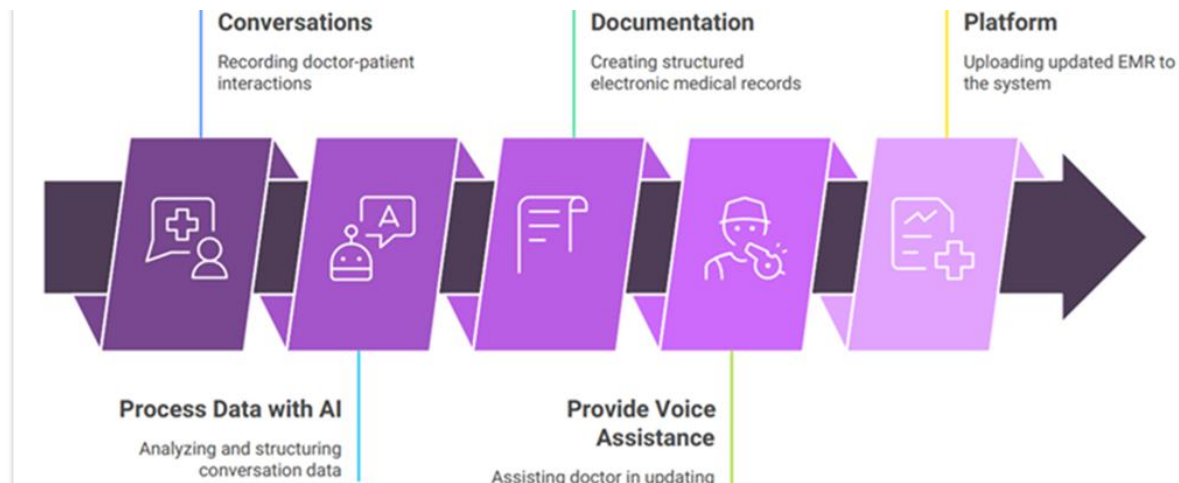 Conversations
Recording doctor-patient
interactions
Documentation
Creating structured
electronic medical records
Platform
Uploading updated EMR to
the system
A
Process Data with AI
Analyzing and structuring
conversation data
Provide Voice
Assistance
Assisting doctor in updating